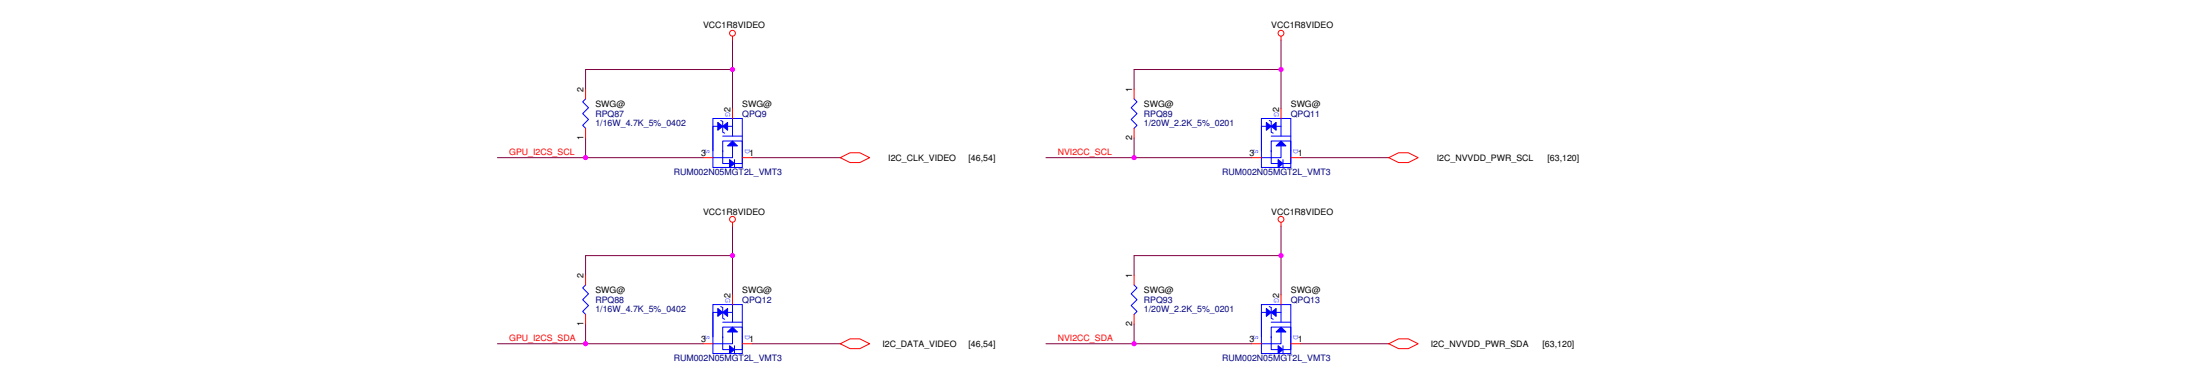 VCC1R8VIDEO
2
SWG@
RPQ87
1/16W_4.7K_5%_0402
1
2
SWG@
QPQ9
GPU_I2CS_SCL
3
1
I2C_CLK_VIDEO [46,54]
RUM002N05MGT2L_VMT3
VCC1R8VIDEO
1
SWG@
RPQ89
1/20W_2.2K_5%_0201
2
2
SWG@
QPQ11
NVI2CC_SCL
3
1
I2C_NVVDD_PWR_SCL [63,120]
RUM002N05MGT2L_VMT3
VCC1R8VIDEO
2
SWG@
RPQ88
1/16W_4.7K_5%_0402
1
2
SWG@
QPQ12
GPU_I2CS_SDA
3
1
I2C_DATA_VIDEO [46,54]
RUM002N05MGT2L_VMT3
VCC1R8VIDEO
1
SWG@
RPQ93
1/20W_2.2K_5%_0201
2
2
SWG@
QPQ13
NVI2CC_SDA
3
1
I2C_NVVDD_PWR_SDA [63,120]
RUM002N05MGT2L_VMT3